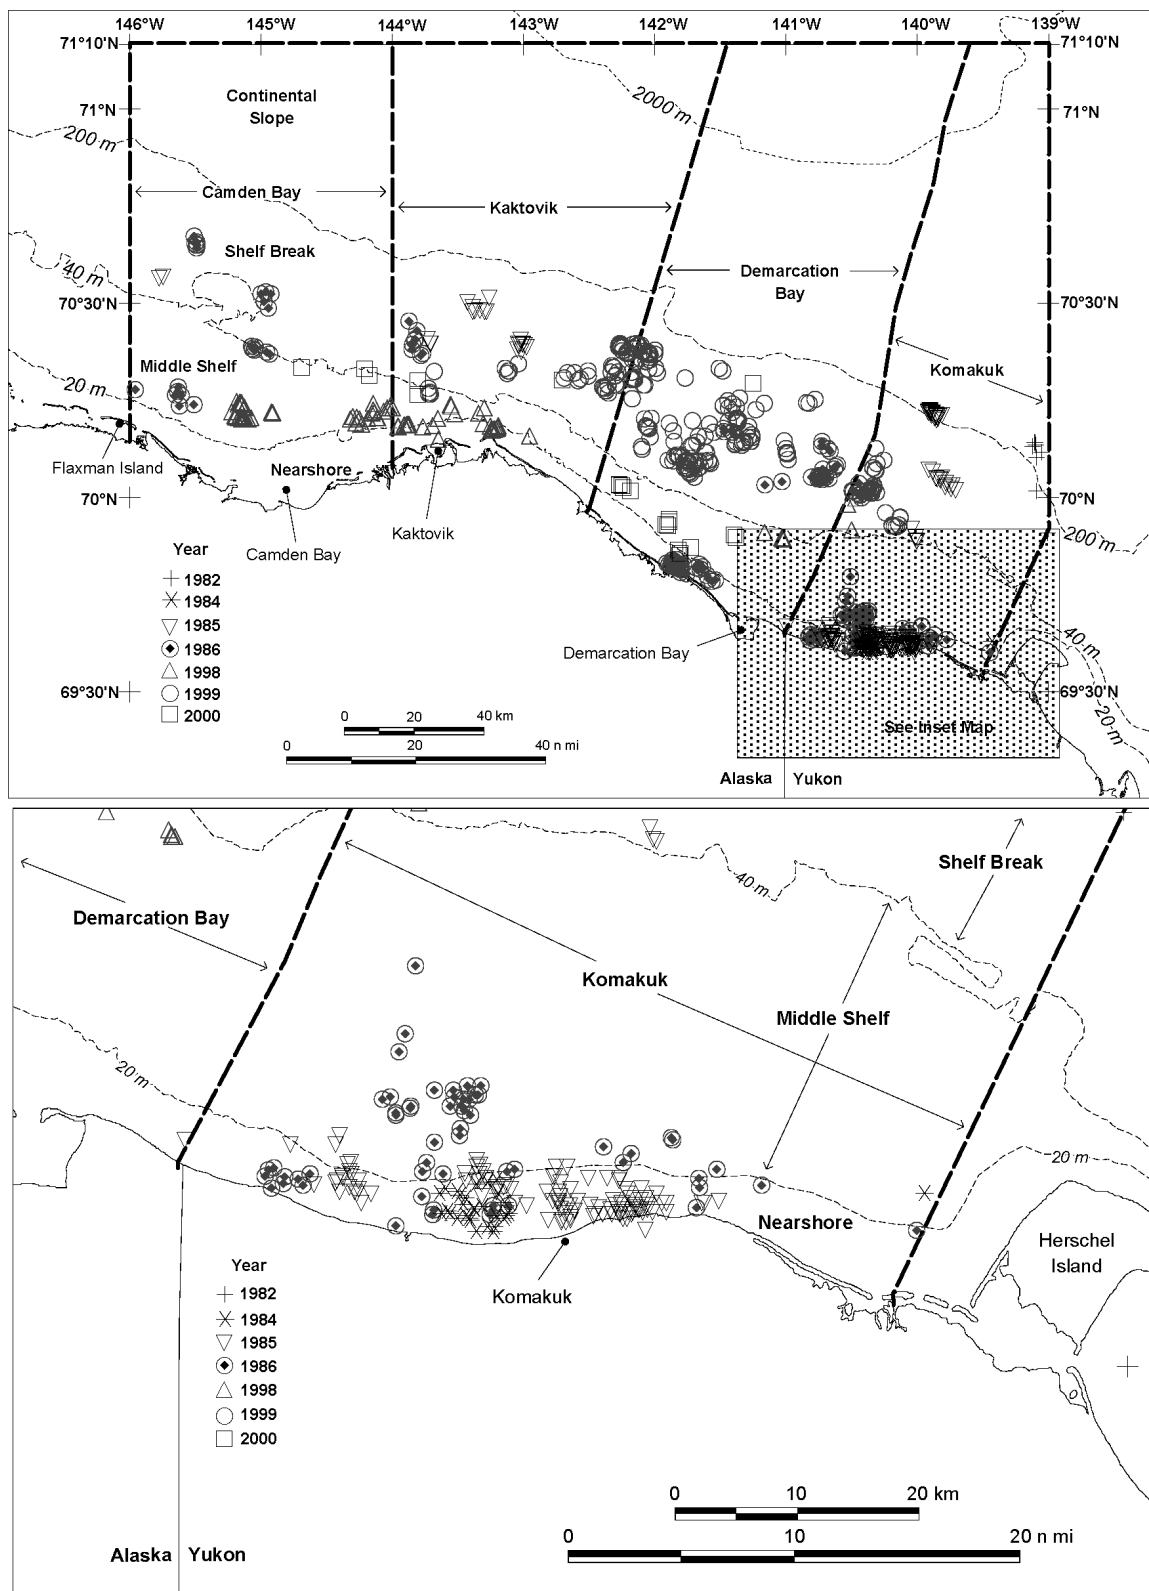 146°W 145°W 144°W 143°W 142°W 141°W 140°W 139°W
71°10'N 71°10'N
2000 m
Continental
Slope
71°N 71°N
200 m
Camden Bay
Kaktovik
Shelf Break
Demarcation
Bay
40 m
70°30'N 70°30'N
Middle Shelf
Komakuk
20 m
Flaxman Island
Nearshore
70°N 70°N
Kaktovik
200 m
Camden Bay
Year
1982
1984
1985
1986
1998
1999
2000
Demarcation Bay
40 m
69°30'N 69°30'N
20 m
See Inset Map
0 20 40 km
0 20 40 n mi
Alaska Yukon
Shelf Break
40 m
Demarcation Bay
Komakuk
Middle Shelf
20 m
20 m
Nearshore
Herschel
Island
Komakuk
Year
1982
1984
1985
1986
1998
1999
2000
0 10 20 km
0 10 20 n mi
Alaska Yukon